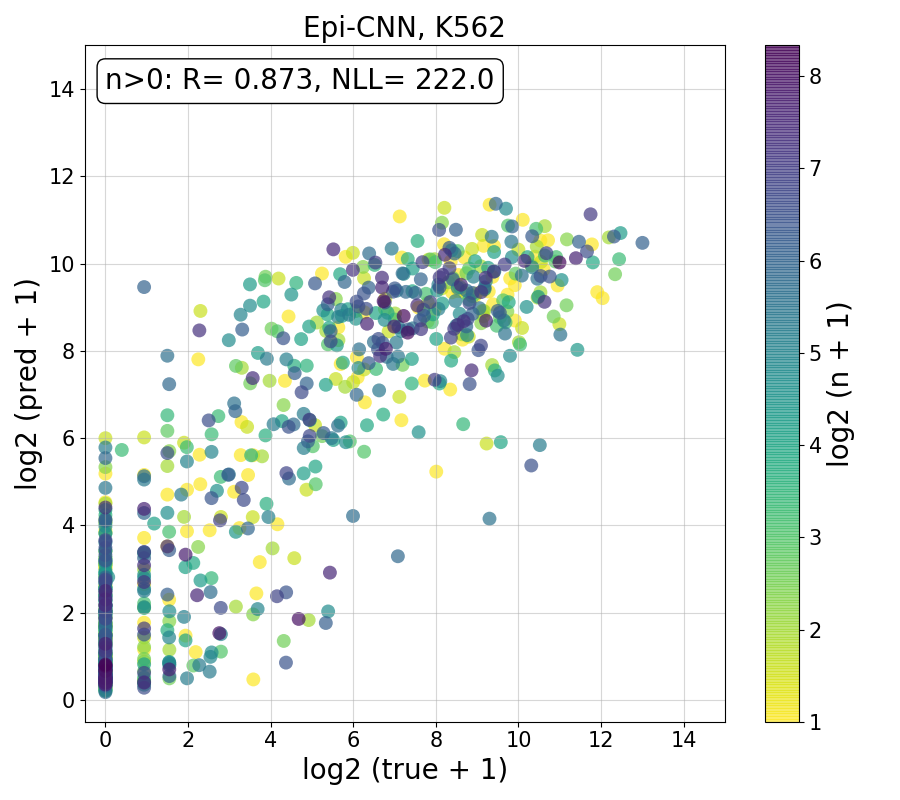 Epi-CNN, K562
n>0: R= 0.873, NLL= 222.0
14
12
10
8
6
4
2
0
log2 (pred + 1)
0 2 4 6 8 10 12 14
log2 (true + 1)
8
7
6
5
4
3
2
1
log2 (n + 1)